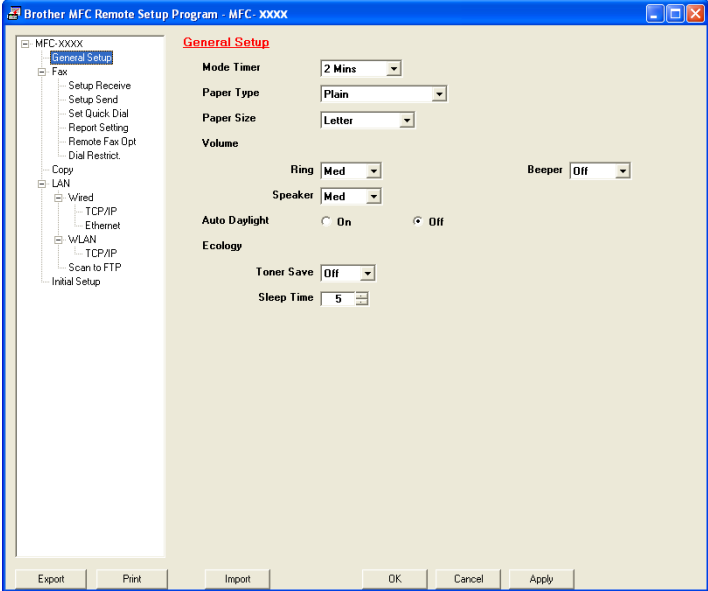 Brother MFC Remote Setup Program - MFC- XXXX
MFC-XXXX
General Setup
Fax
Setup Receive
Setup Send
Set Quick Dial
Report Setting
Remote Fax Opt
Dial Restrict.
Copy
LAN
Wired
TCP/IP
Ethernet
WLAN
TCP/IP
Scan to FTP
Initial Setup
General Setup
Mode Timer 2 Mins
Paper Type Plain
Paper Size Letter
Volume
Ring Med Beeper Off
Speaker Med
Auto Daylight On Off
Ecology
Toner Save Off
Sleep Time 5
Export Print Import OK Cancel Apply